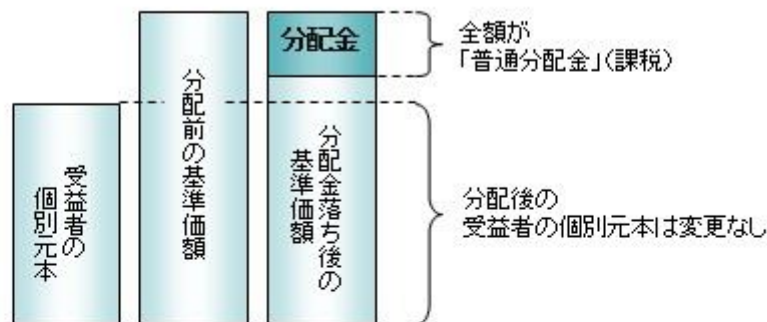 受益者の
個別元本
分配前の基準価額
分配金
分配金落ち後の
基準価額
全額が
「普通分配金」(課税)
分配後の
受益者の個別元本は変更なし